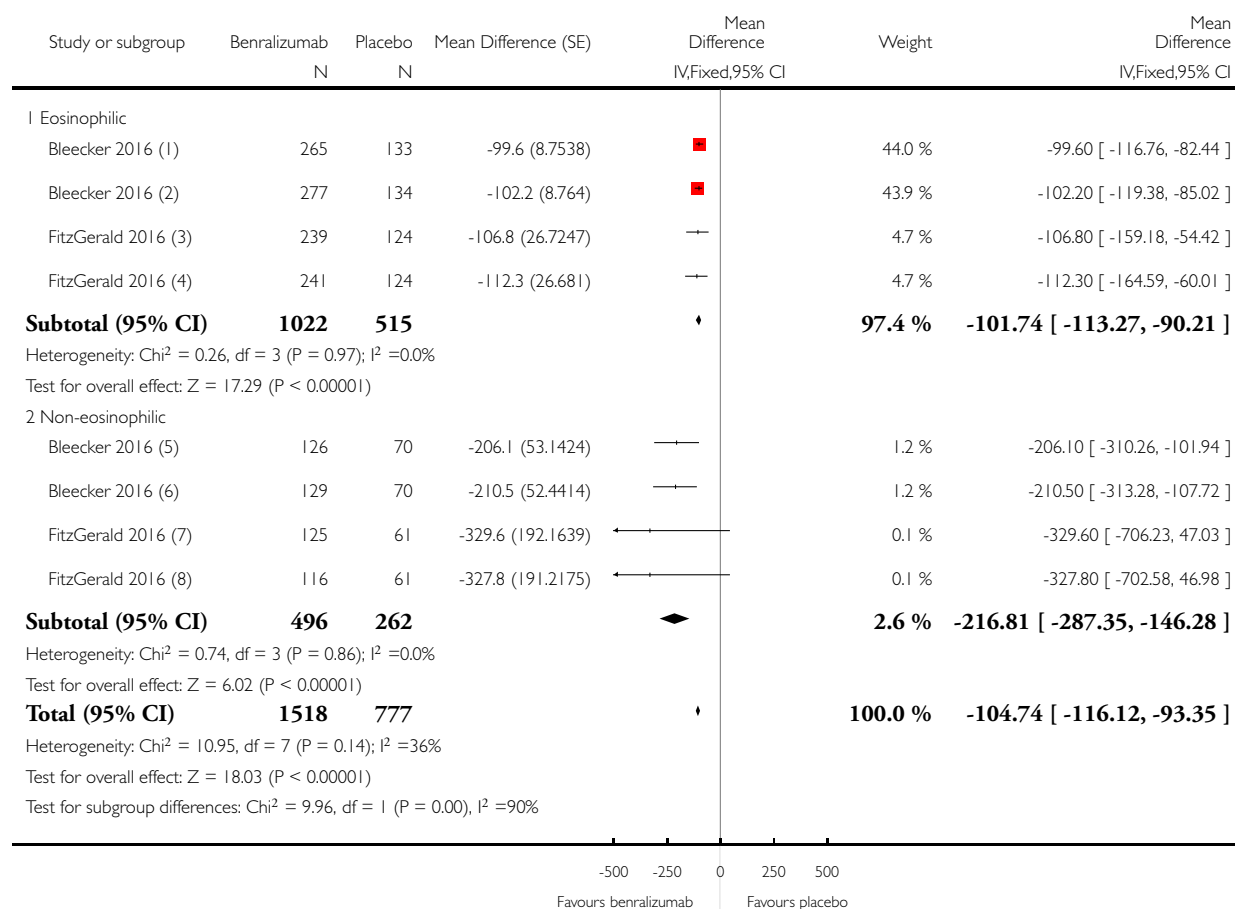 Study or subgroup Benralizumab Placebo Mean Difference (SE) Mean Difference Weight Mean Difference
N N IV,Fixed,95% CI IV,Fixed,95% CI
1 Eosinophilic
Bleecker 2016 (1) 265 133 -99.6 (8.7538) 44.0 % -99.60 [ -116.76, -82.44 ]
Bleecker 2016 (2) 277 134 -102.2 (8.764) 43.9 % -102.20 [ -119.38, -85.02 ]
FitzGerald 2016 (3) 239 124 -106.8 (26.7247) 4.7 % -106.80 [ -159.18, -54.42 ]
FitzGerald 2016 (4) 241 124 -112.3 (26.681) 4.7 % -112.30 [ -164.59, -60.01 ]
Subtotal (95% CI) 1022 515 97.4 % -101.74 [ -113.27, -90.21 ]
Heterogeneity: Chi² = 0.26, df = 3 (P = 0.97); I² =0.0%
Test for overall effect: Z = 17.29 (P < 0.00001)
2 Non-eosinophilic
Bleecker 2016 (5) 126 70 -206.1 (53.1424) 1.2 % -206.10 [ -310.26, -101.94 ]
Bleecker 2016 (6) 129 70 -210.5 (52.4414) 1.2 % -210.50 [ -313.28, -107.72 ]
FitzGerald 2016 (7) 125 61 -329.6 (192.1639) 0.1 % -329.60 [ -706.23, 47.03 ]
FitzGerald 2016 (8) 116 61 -327.8 (191.2175) 0.1 % -327.80 [ -702.58, 46.98 ]
Subtotal (95% CI) 496 262 2.6 % -216.81 [ -287.35, -146.28 ]
Heterogeneity: Chi² = 0.74, df = 3 (P = 0.86); I² =0.0%
Test for overall effect: Z = 6.02 (P < 0.00001)
Total (95% CI) 1518 777 100.0 % -104.74 [ -116.12, -93.35 ]
Heterogeneity: Chi² = 10.95, df = 7 (P = 0.14); I² =36%
Test for overall effect: Z = 18.03 (P < 0.00001)
Test for subgroup differences: Chi² = 9.96, df = 1 (P = 0.00), I² =90%
-500 -250 0 250 500
Favours benralizumab Favours placebo